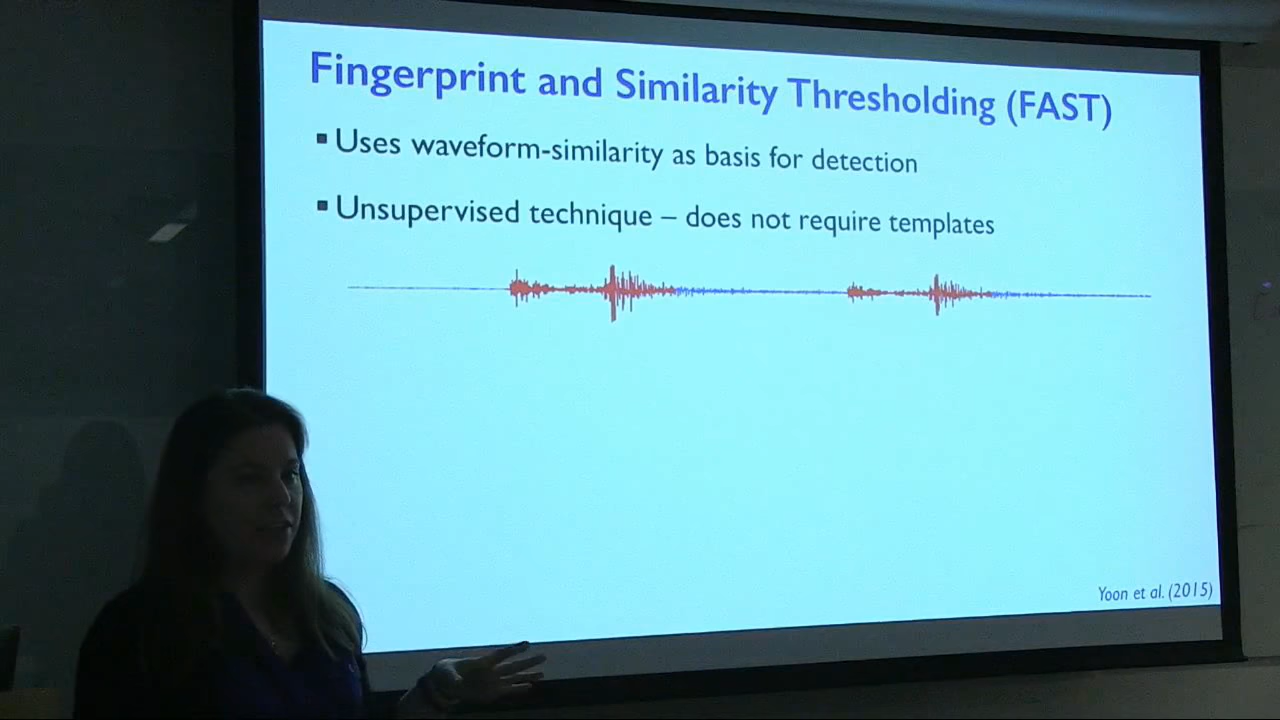 Fingerprint and Similarity Thresholding (FAST)
▪ Uses waveform-similarity as basis for detection
▪ Unsupervised technique – does not require templates
Yoon et al. (2015)